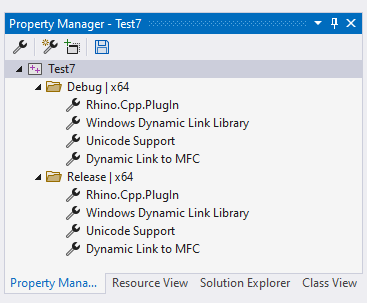 Property Manager - Test7
Test7
Debug | x64
Rhino.Cpp.PlugIn
Windows Dynamic Link Library
Unicode Support
Dynamic Link to MFC
Release | x64
Rhino.Cpp.PlugIn
Windows Dynamic Link Library
Unicode Support
Dynamic Link to MFC
Property Mana... Resource View Solution Explorer Class View